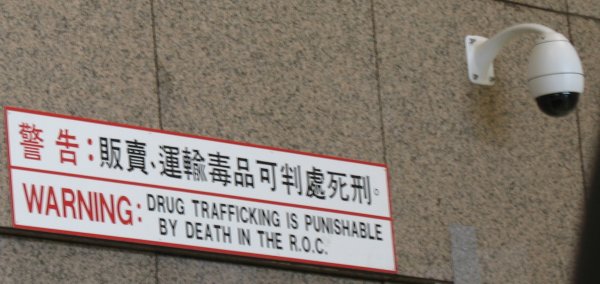 警告：販賣、運輸毒品可判處死刑。
WARNING: DRUG TRAFFICKING IS PUNISHABLE
BY DEATH IN THE R.O.C.